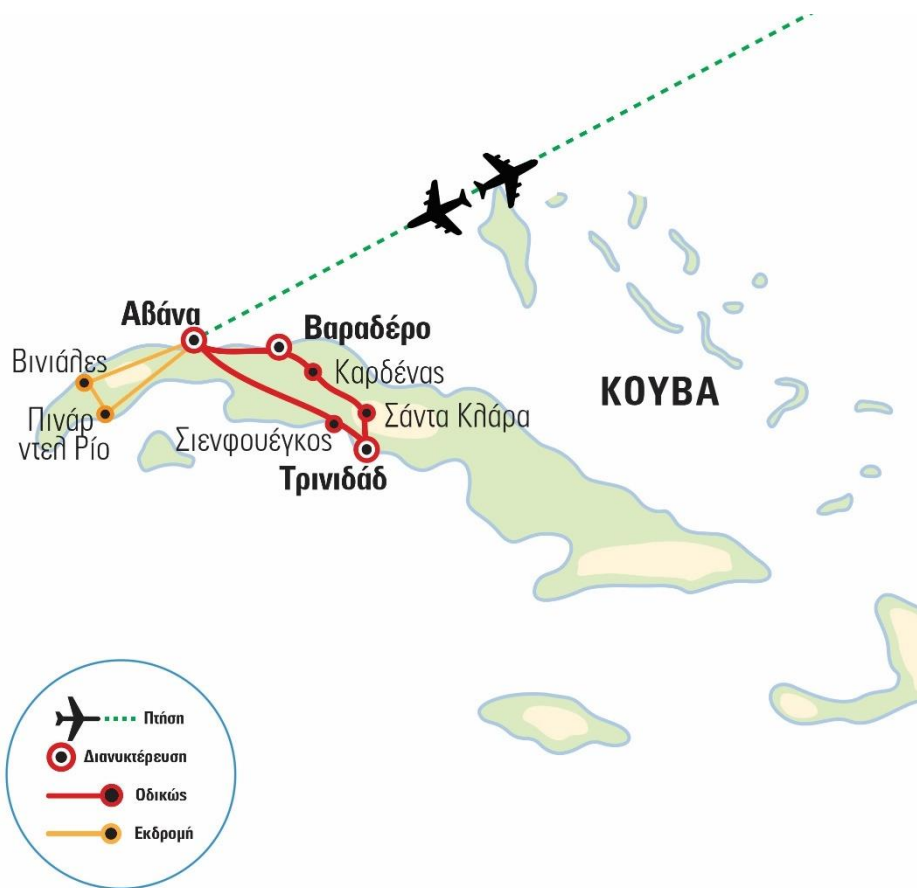 Αβάνα
Βαραδέρο
Βινιάλες
Καρδένας
ΚΟΥΒΑ
Πινάρ
ντελ Ρίο
Σάντα Κλάρα
Σιενφουέγκος
Τρινιδάδ
Πτήση
Διανυκτέρευση
Οδικώς
Εκδρομή